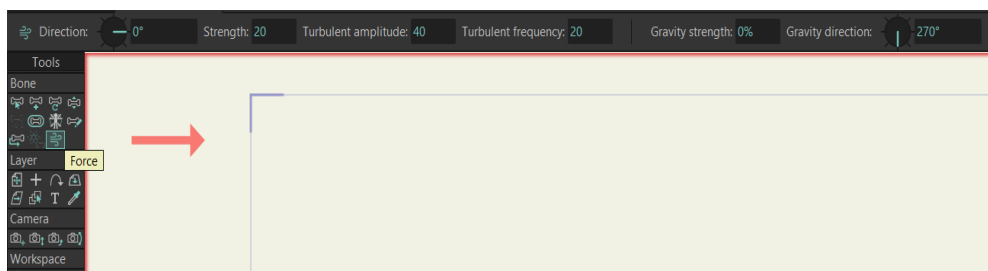 Direction: 0° Strength: 20 Turbulent amplitude: 40 Turbulent frequency: 20 Gravity strength: 0% Gravity direction: 270°
Tools
Bone
Layer
Force
T
Camera
Workspace